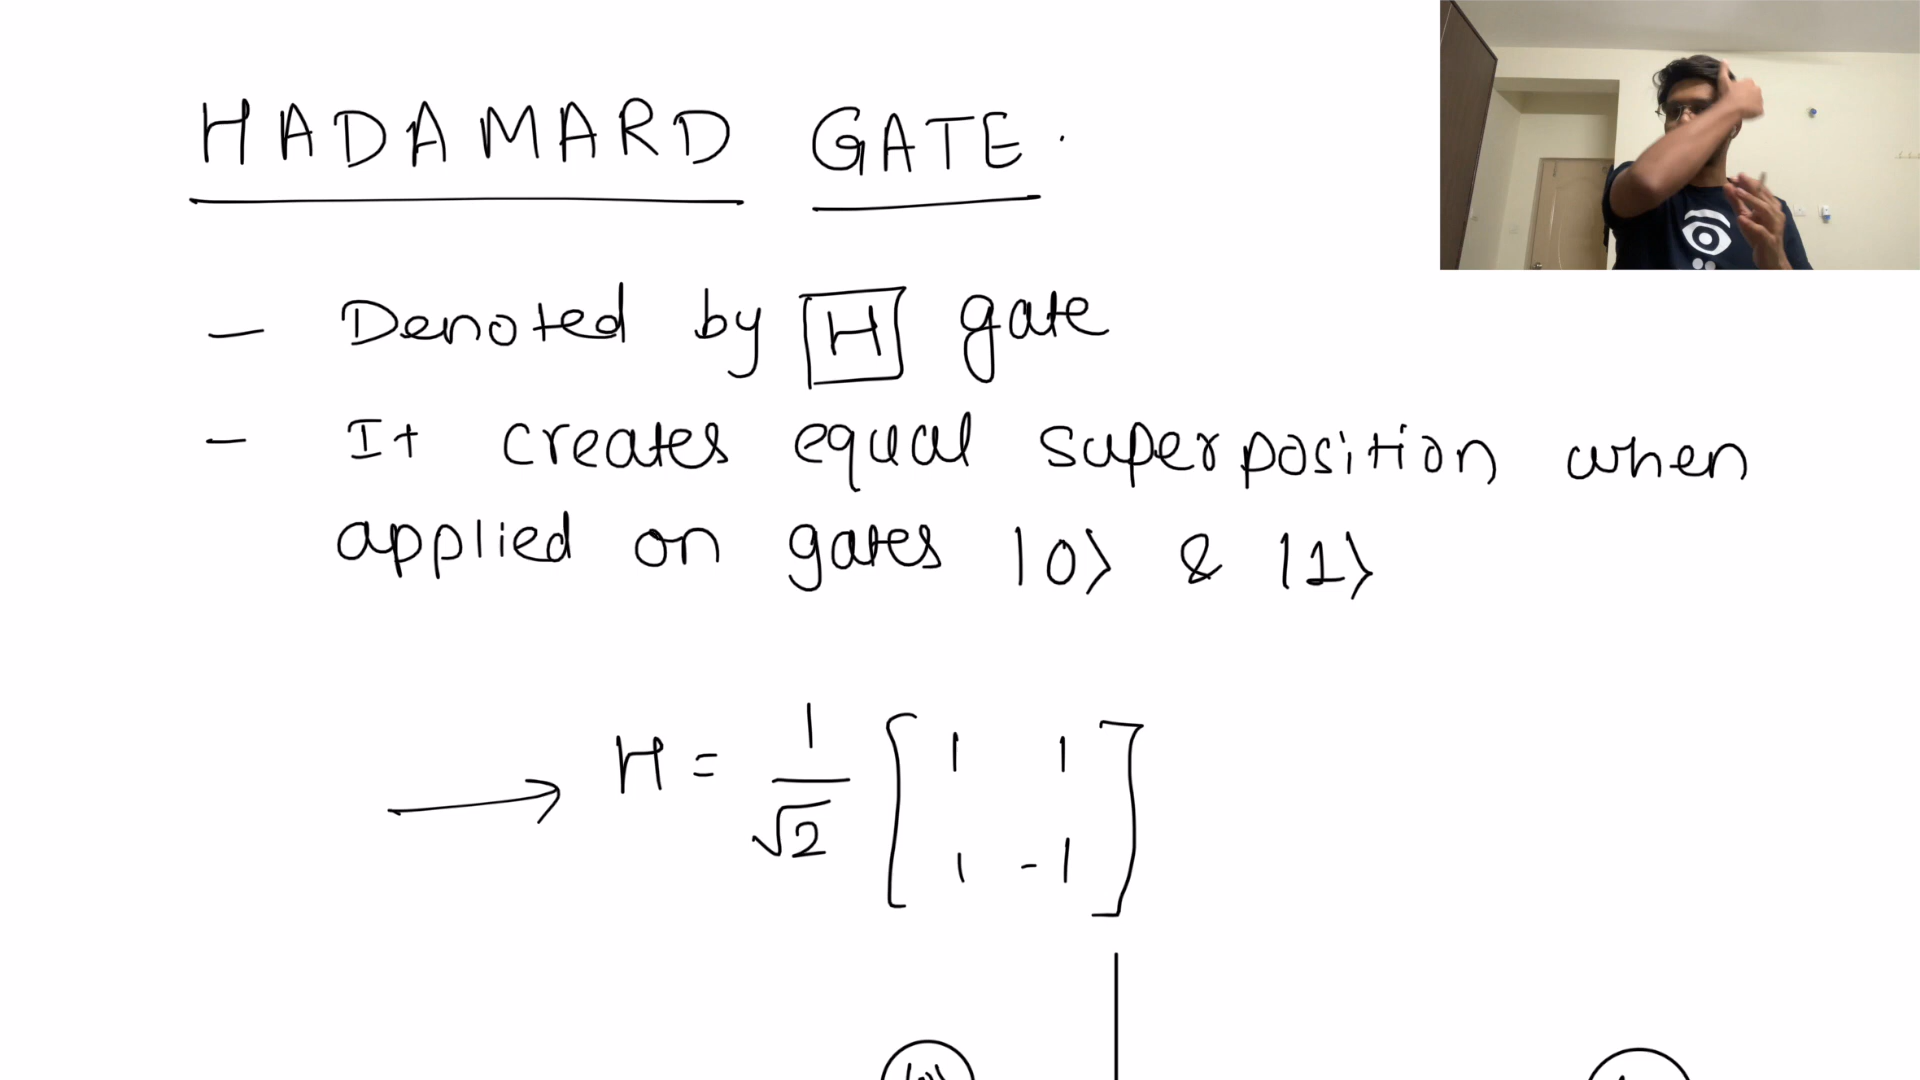 HADAMARD GATE.
- Denoted by H gate
- It creates equal superposition when
applied on gates |0⟩ & |1⟩
→ H = 1/√2 [ 1 1
1 -1 ]